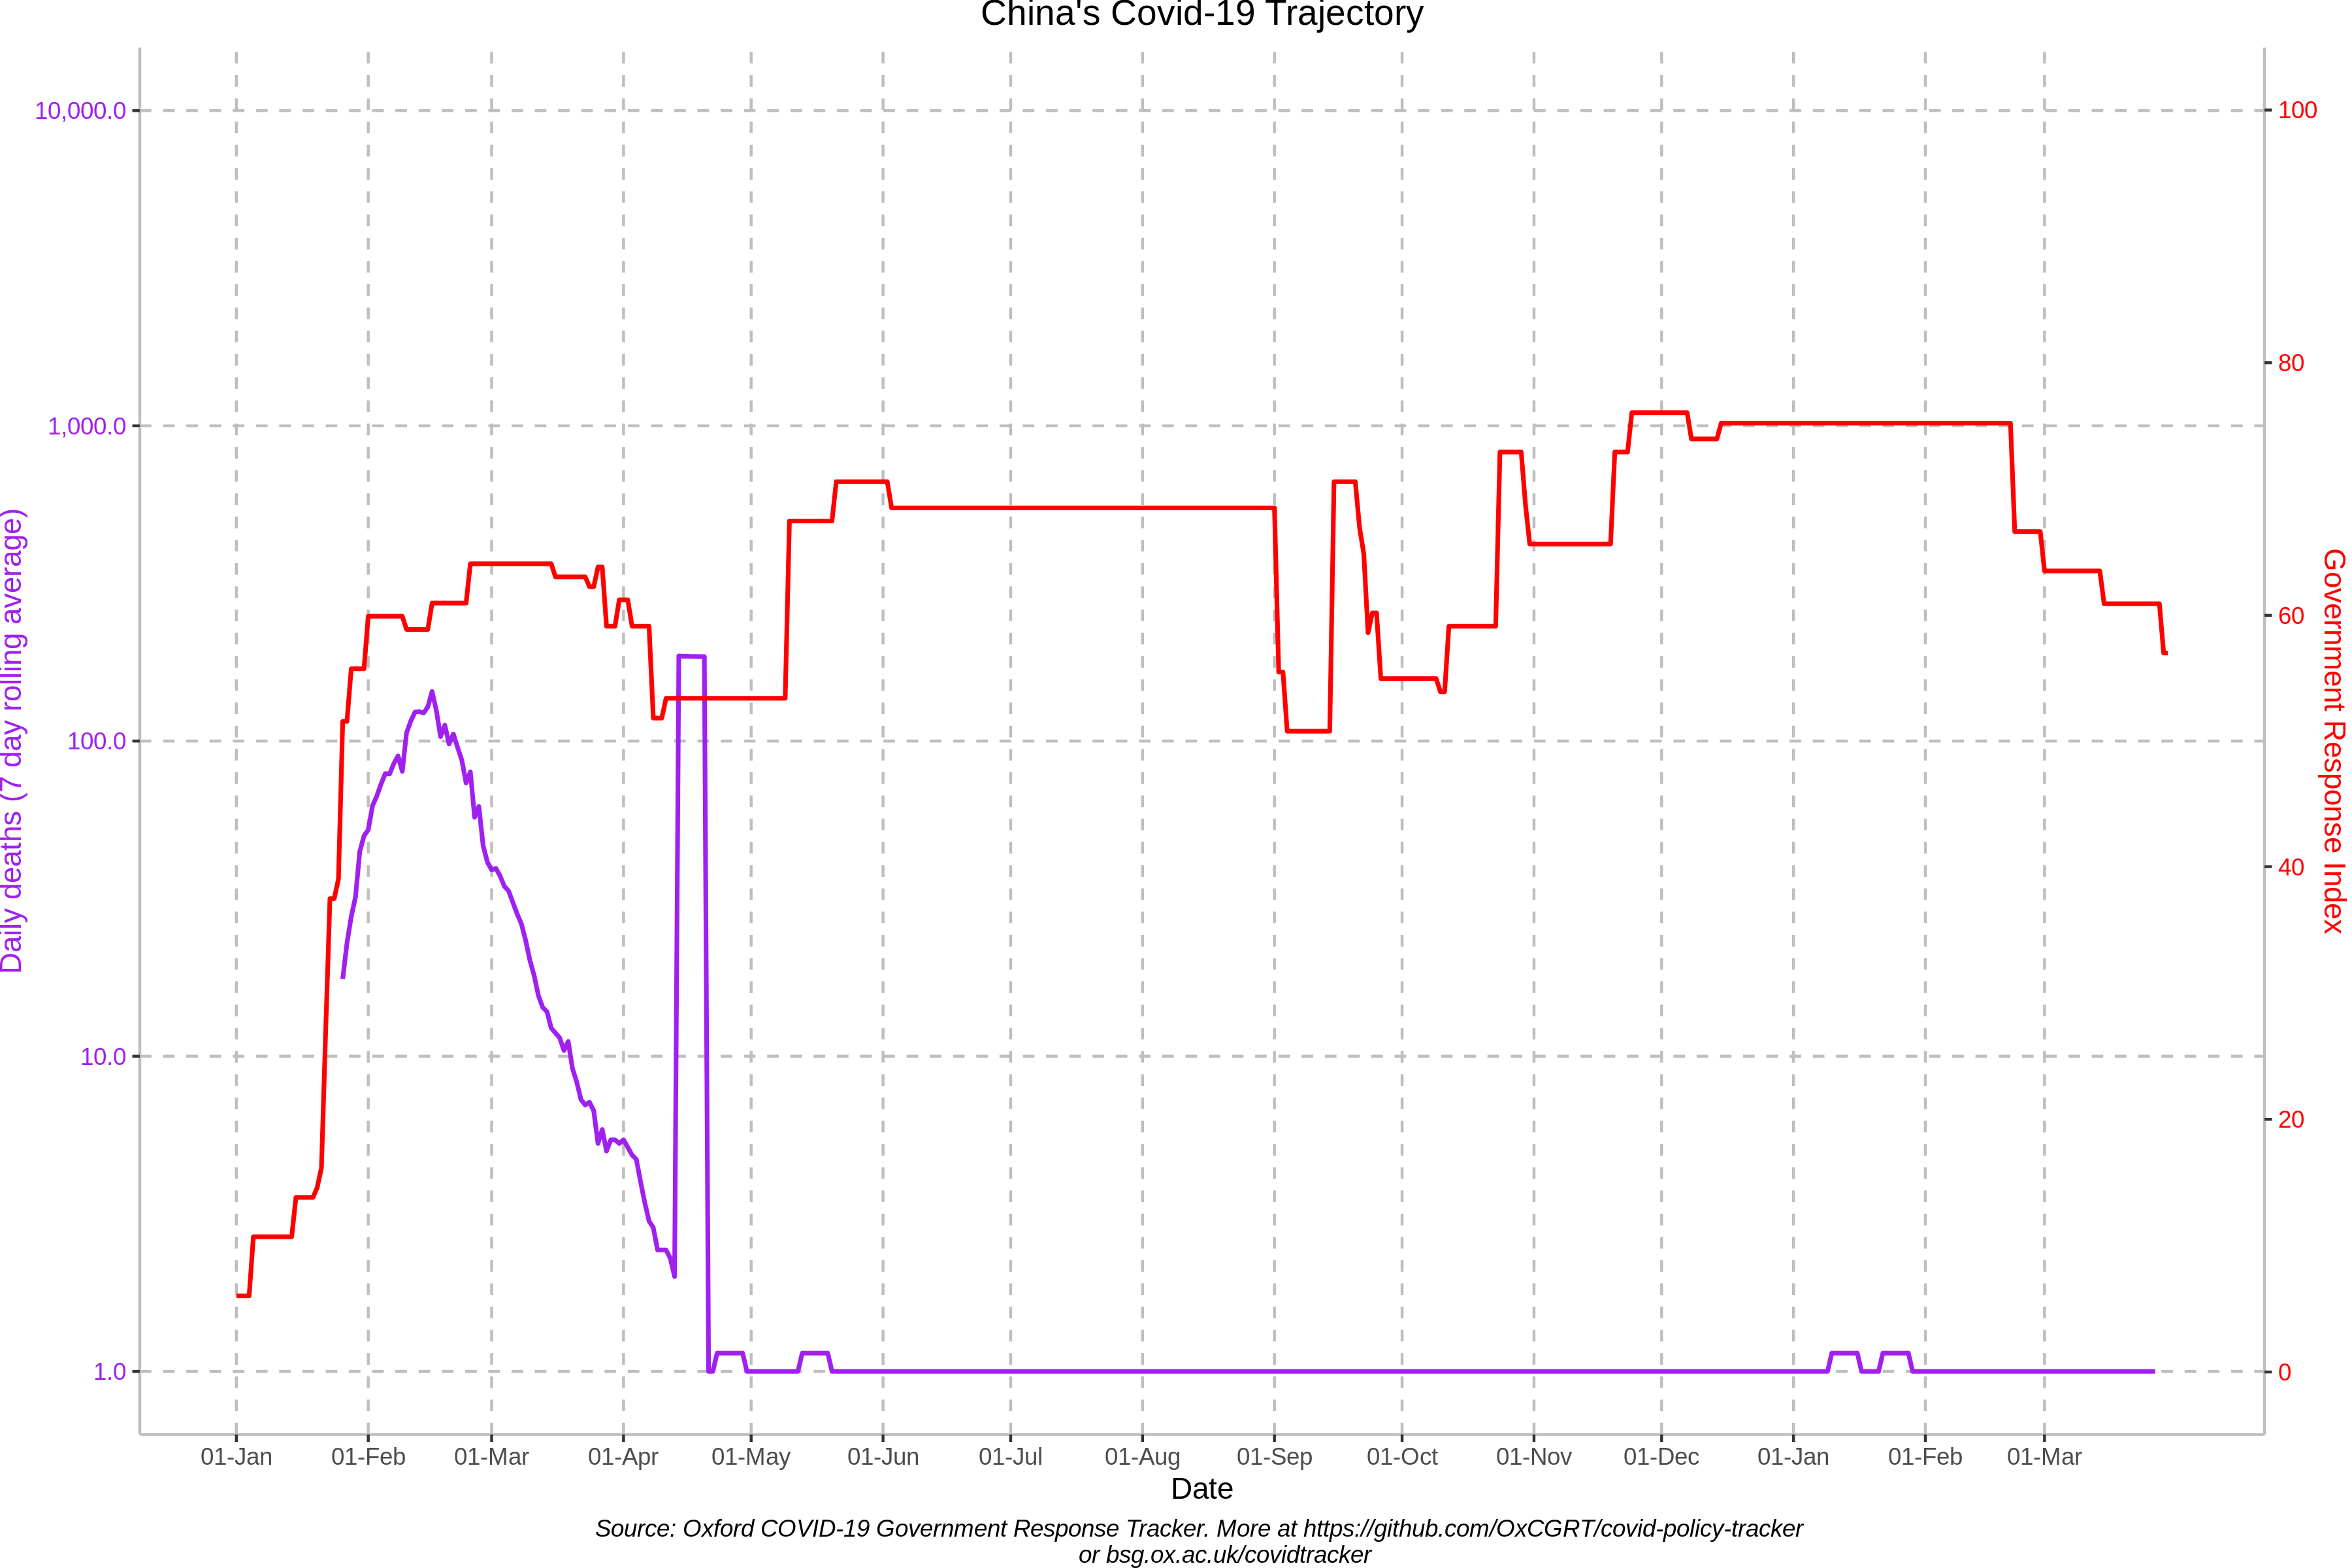 China's Covid-19 Trajectory
10,000.0
1,000.0
100.0
10.0
1.0
Daily deaths (7 day rolling average)
100
80
60
40
20
0
Government Response Index
01-Jan 01-Feb 01-Mar 01-Apr 01-May 01-Jun 01-Jul 01-Aug 01-Sep 01-Oct 01-Nov 01-Dec 01-Jan 01-Feb 01-Mar
Date
Source: Oxford COVID-19 Government Response Tracker. More at https://github.com/OxCGRT/covid-policy-tracker
or bsg.ox.ac.uk/covidtracker